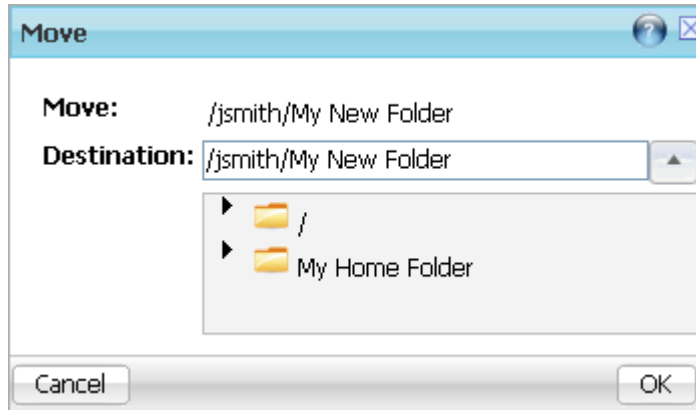 Move
Move: /jsmith/My New Folder
Destination: /jsmith/My New Folder
/
My Home Folder
Cancel OK